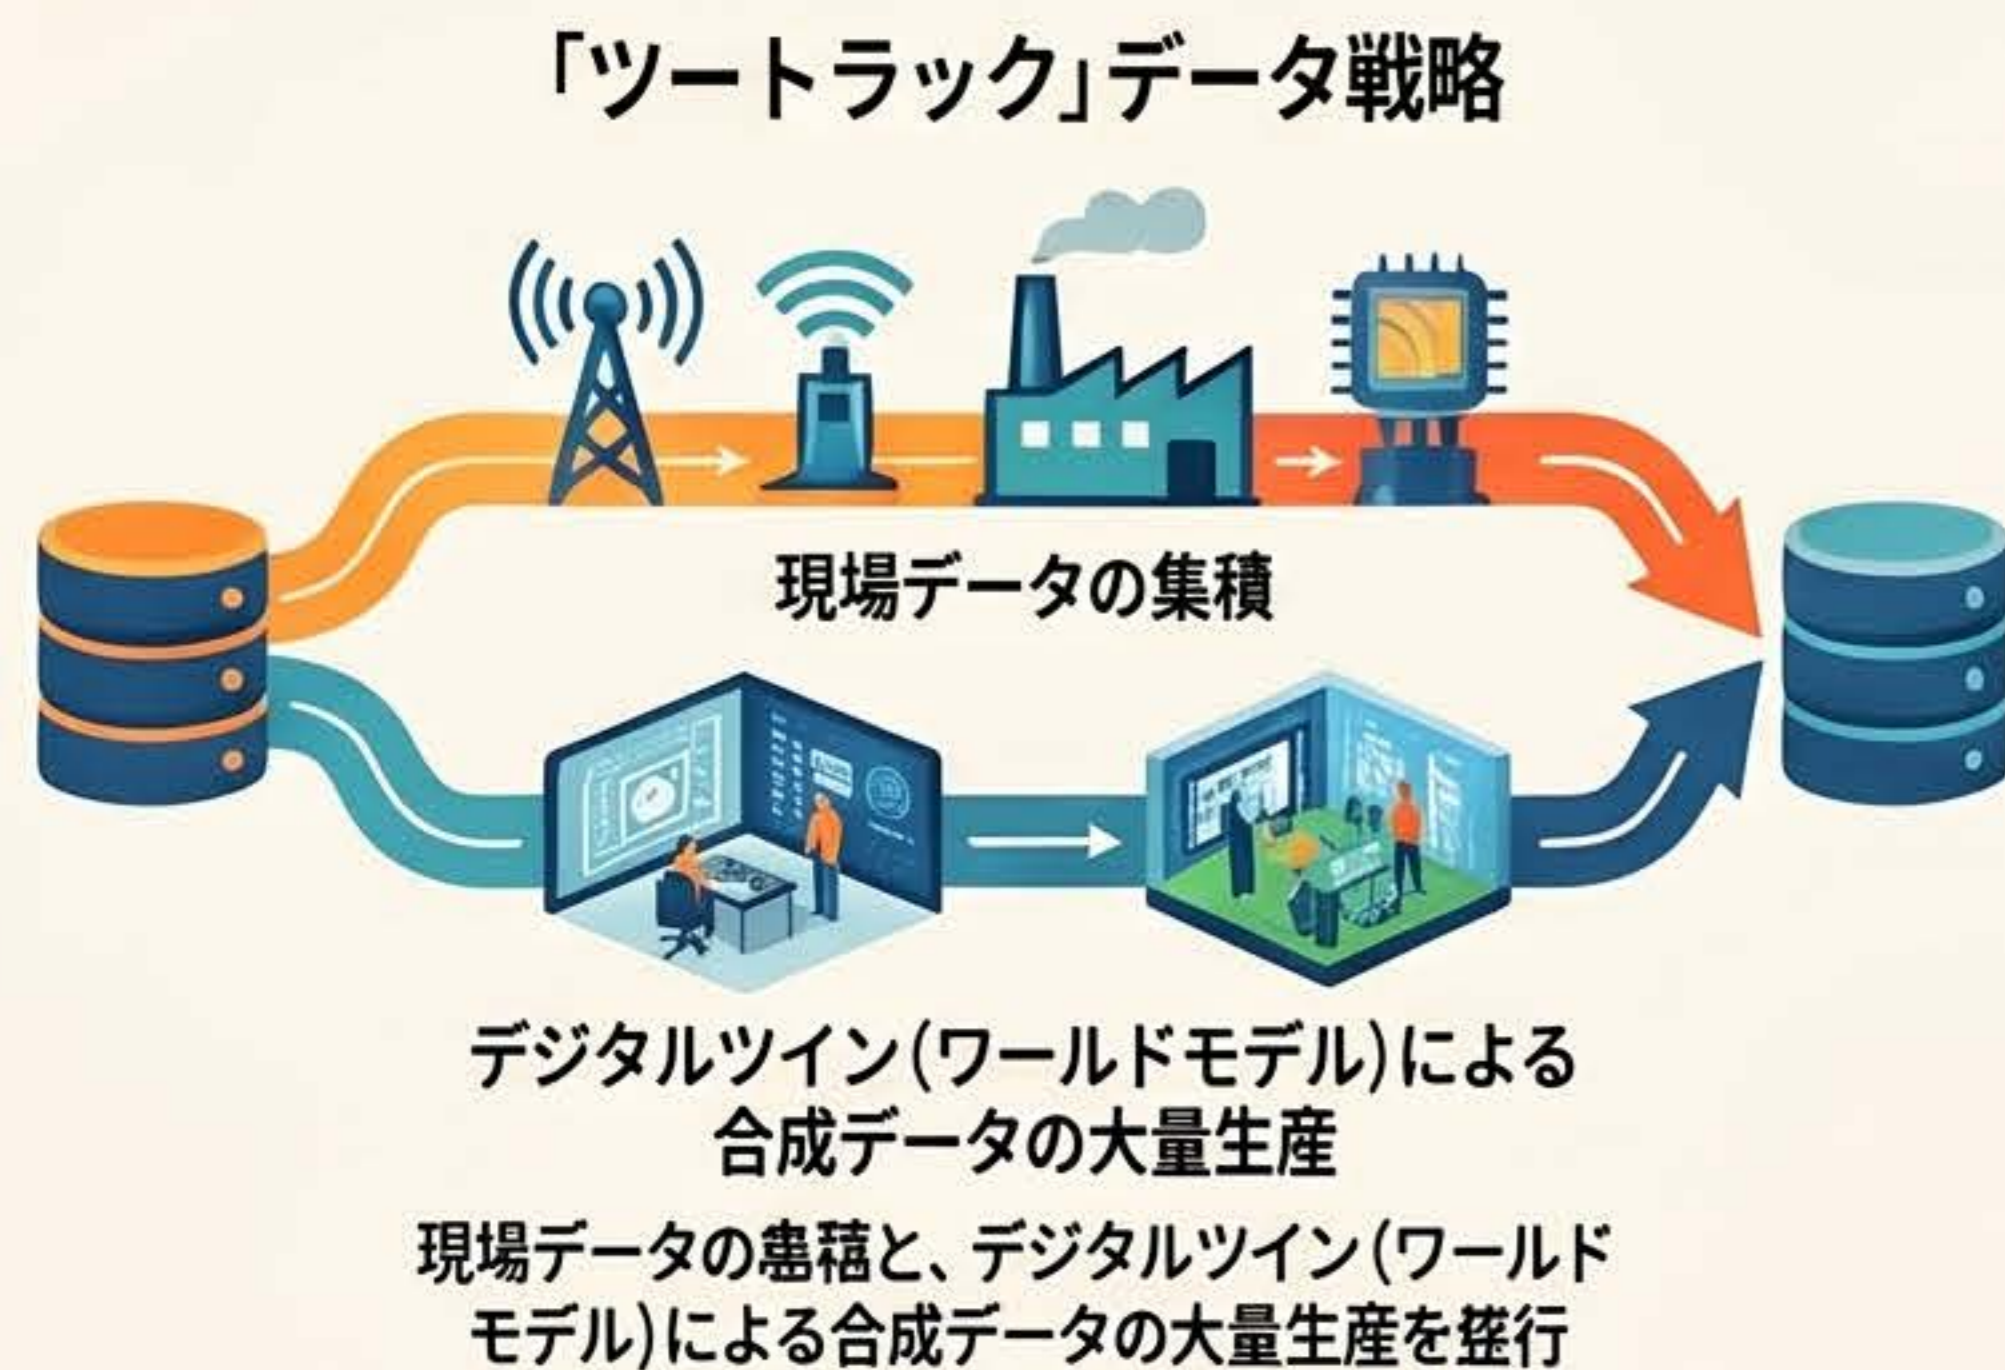 「ツートラック」データ戦略
現場データの集積
デジタルツイン(ワールドモデル)による
合成データの大量生産
現場データのと、デジタルツイン(ワールド
モデル)による合成データの大量生産を行